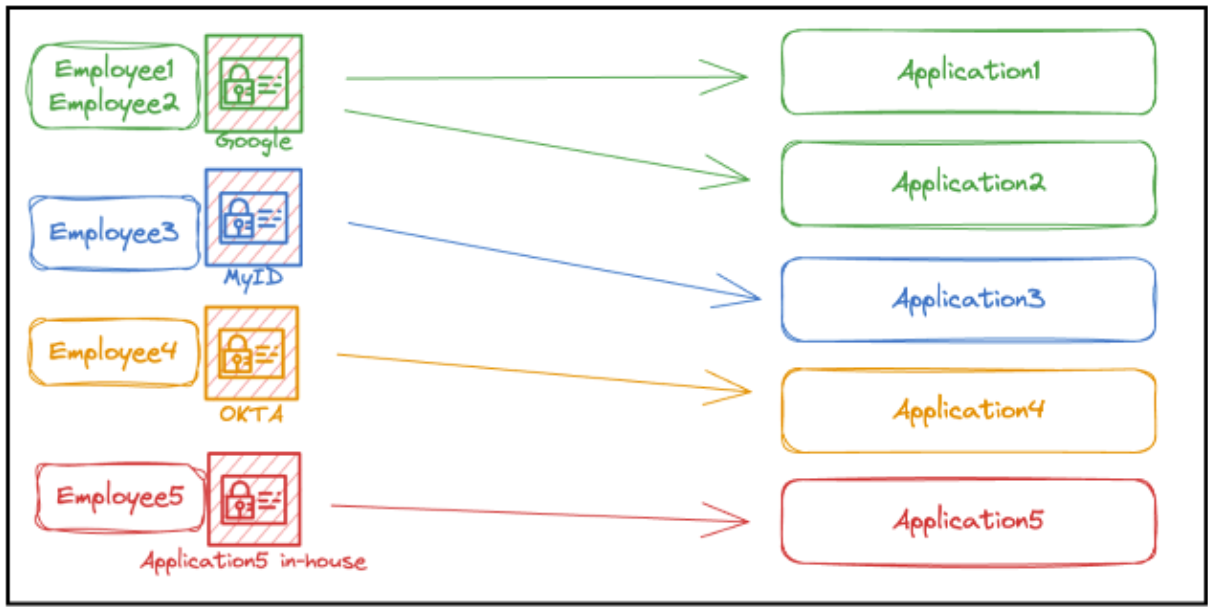 Employee1
Employee2
Google
Application1
Application2
Employee3
MyID
Application3
Employee4
OKTA
Application4
Employee5
Application5 in-house
Application5